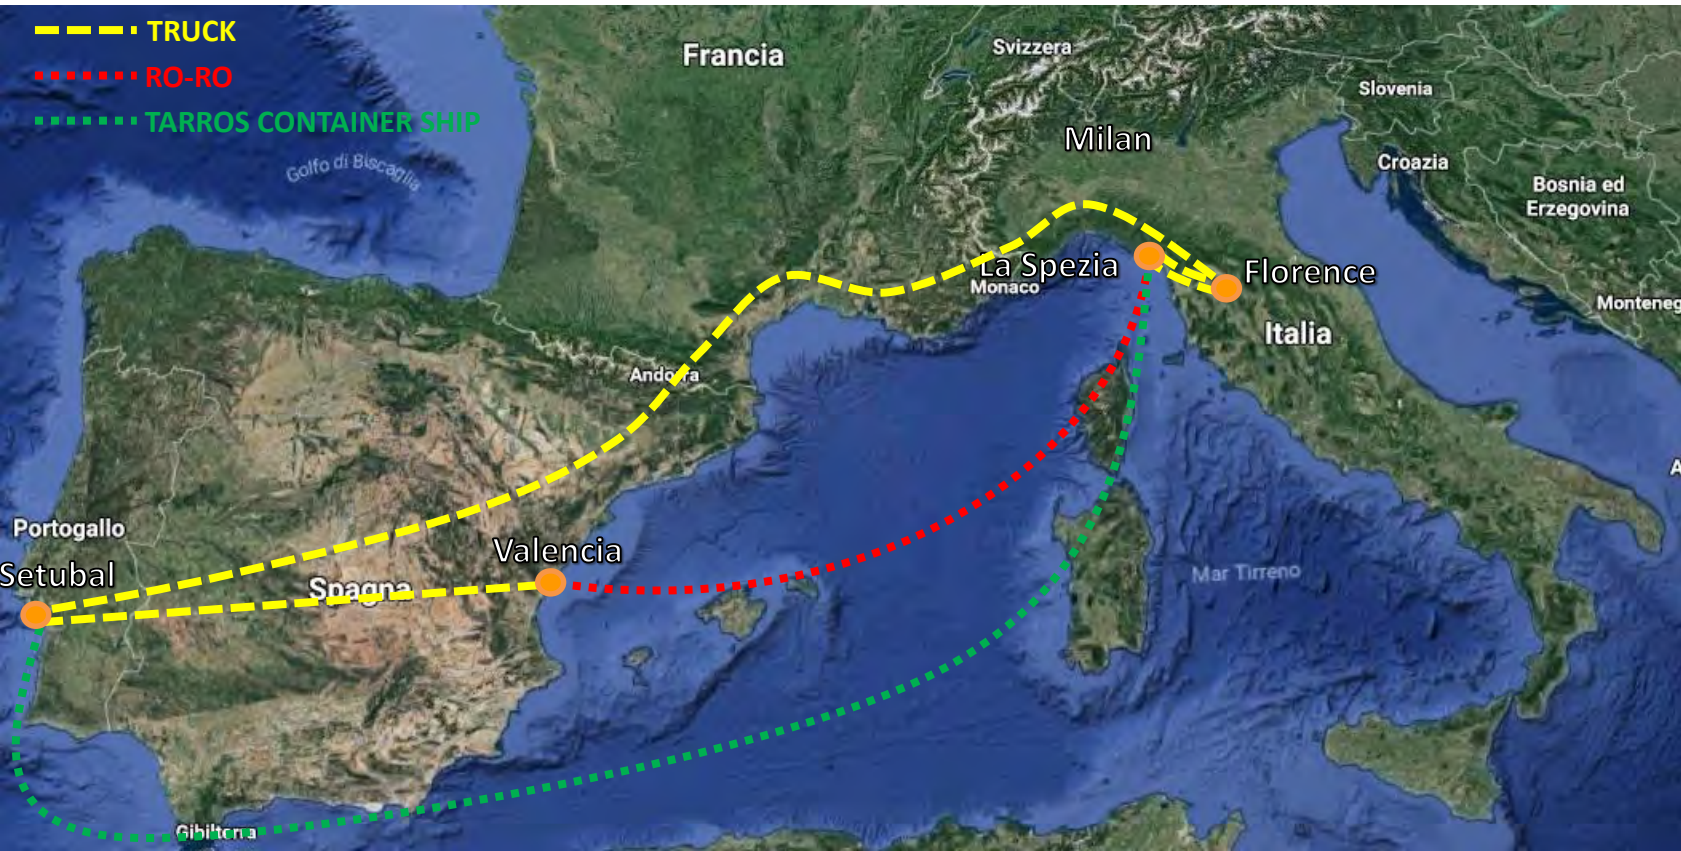 TRUCK
RO-RO
TARROS CONTAINER SHIP
Francia
Svizzera
Slovenia
Milan
Croazia
Golfo di Biscaglia
Bosnia ed
Erzegovina
La Spezia
Florence
Monaco
Monteneg
Italia
Andorra
A
Portogallo
Valencia
Setubal
Spagna
Mar Tirreno
Gibilterra